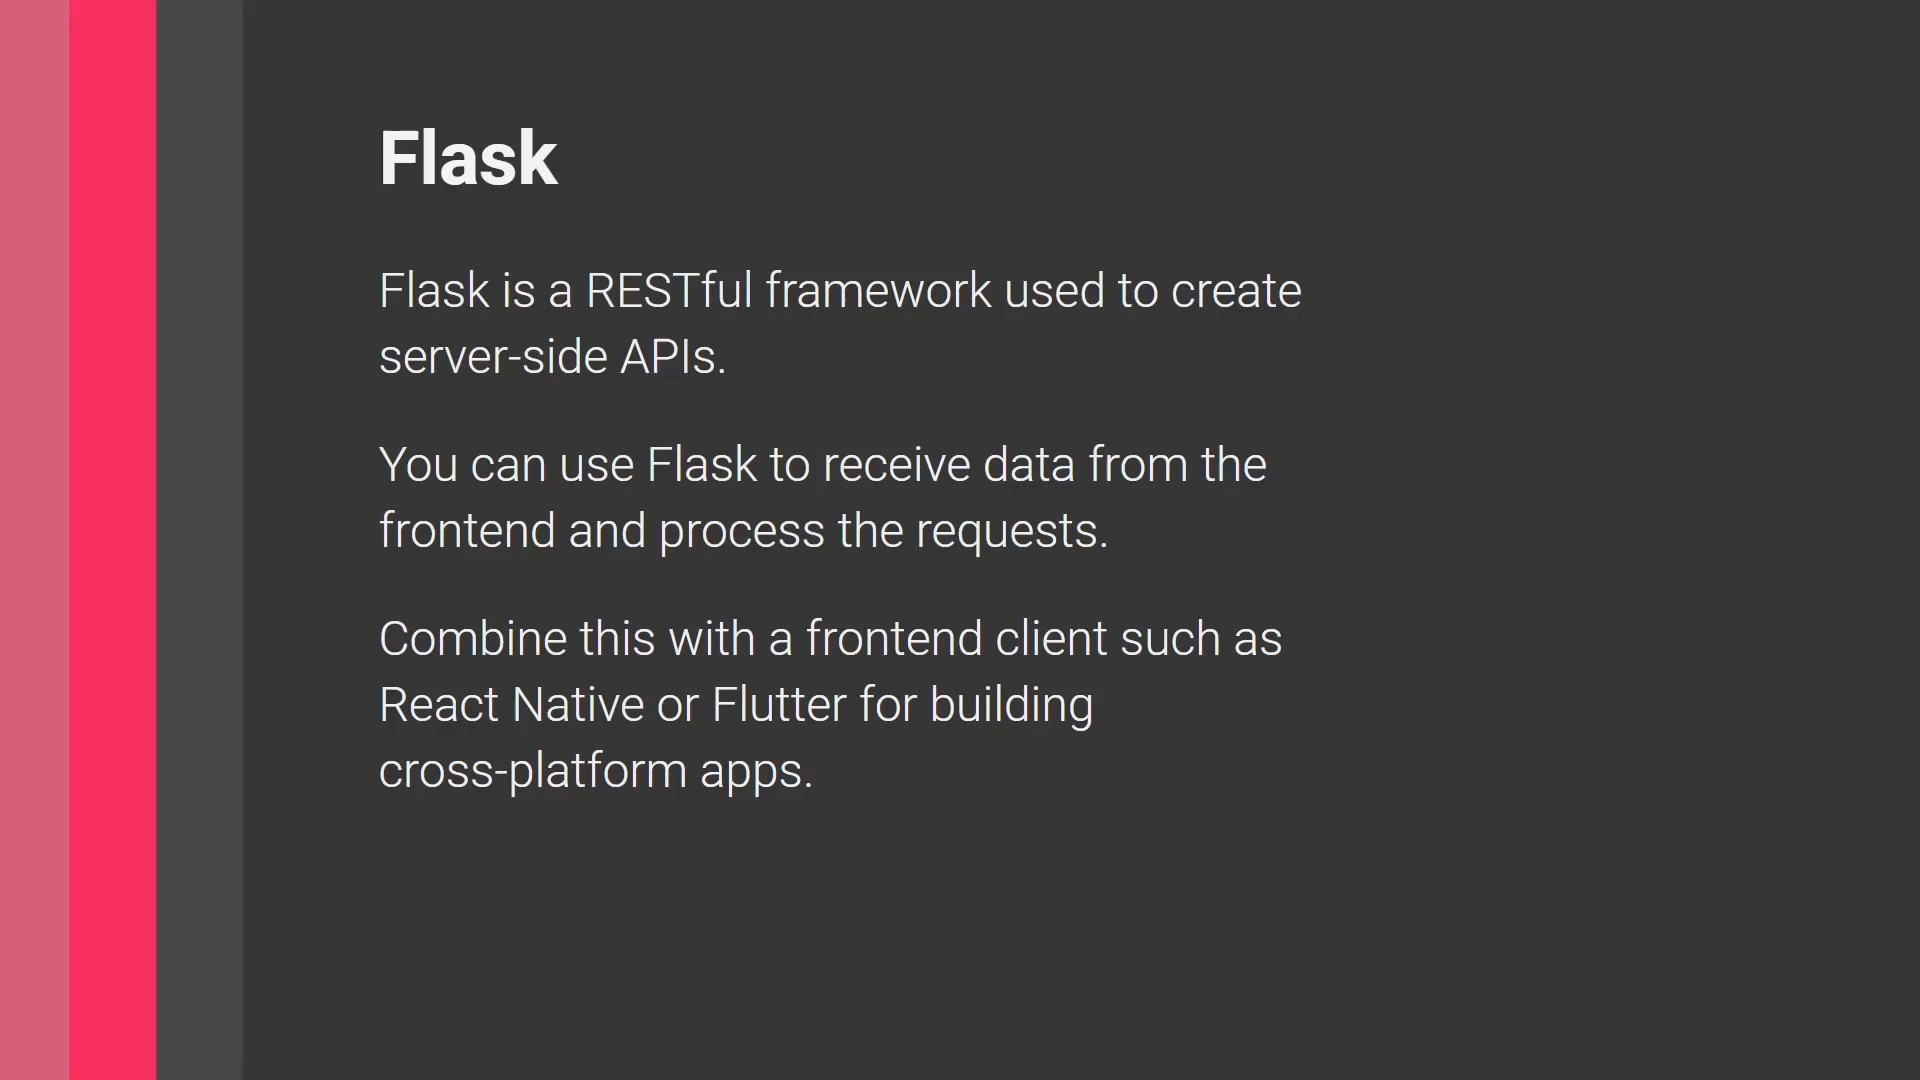 Flask
Flask is a RESTful framework used to create
server-side APIs.
You can use Flask to receive data from the
frontend and process the requests.
Combine this with a frontend client such as
React Native or Flutter for building
cross-platform apps.